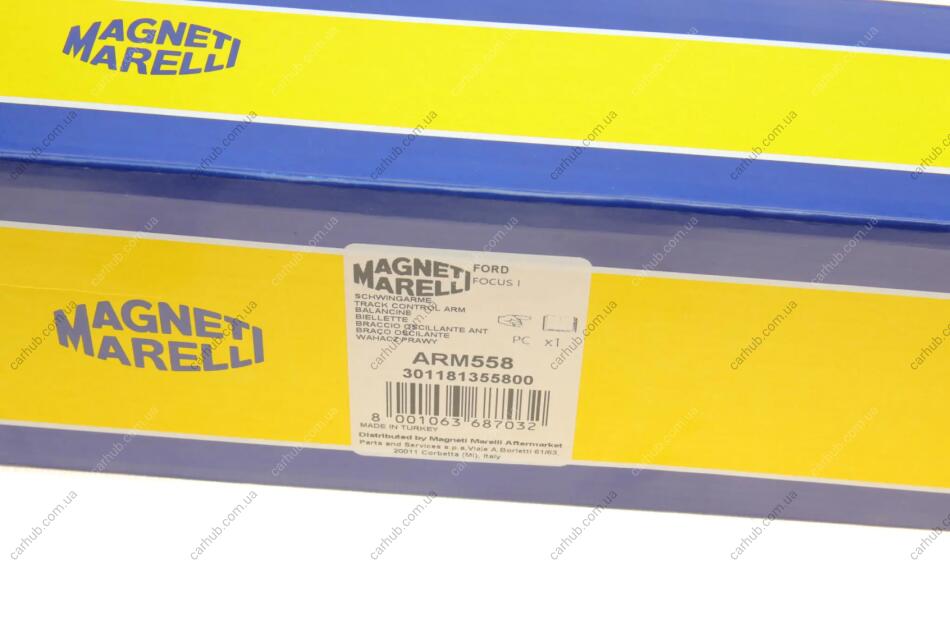 MAGNETI
MARELLI
MAGNETI
MARELLI
MAGNETI
MARELLI
FORD
FOCUS I
SCHWINGARME
TRACK CONTROL ARM
BALANCINE
BIELLETTE
BRACCIO OSCILLANTE ANT
BRAÇO OSCILANTE
WAHACZ PRAWY
PC x1
ARM558
301181355800
8 001063 687032
MADE IN TURKEY
Distributed by Magneti Marelli Aftermarket
Parts and Services s.p.a, Viale A. Borletti 61/63,
20011 Corbetta (MI), Italy
carhub.com.ua